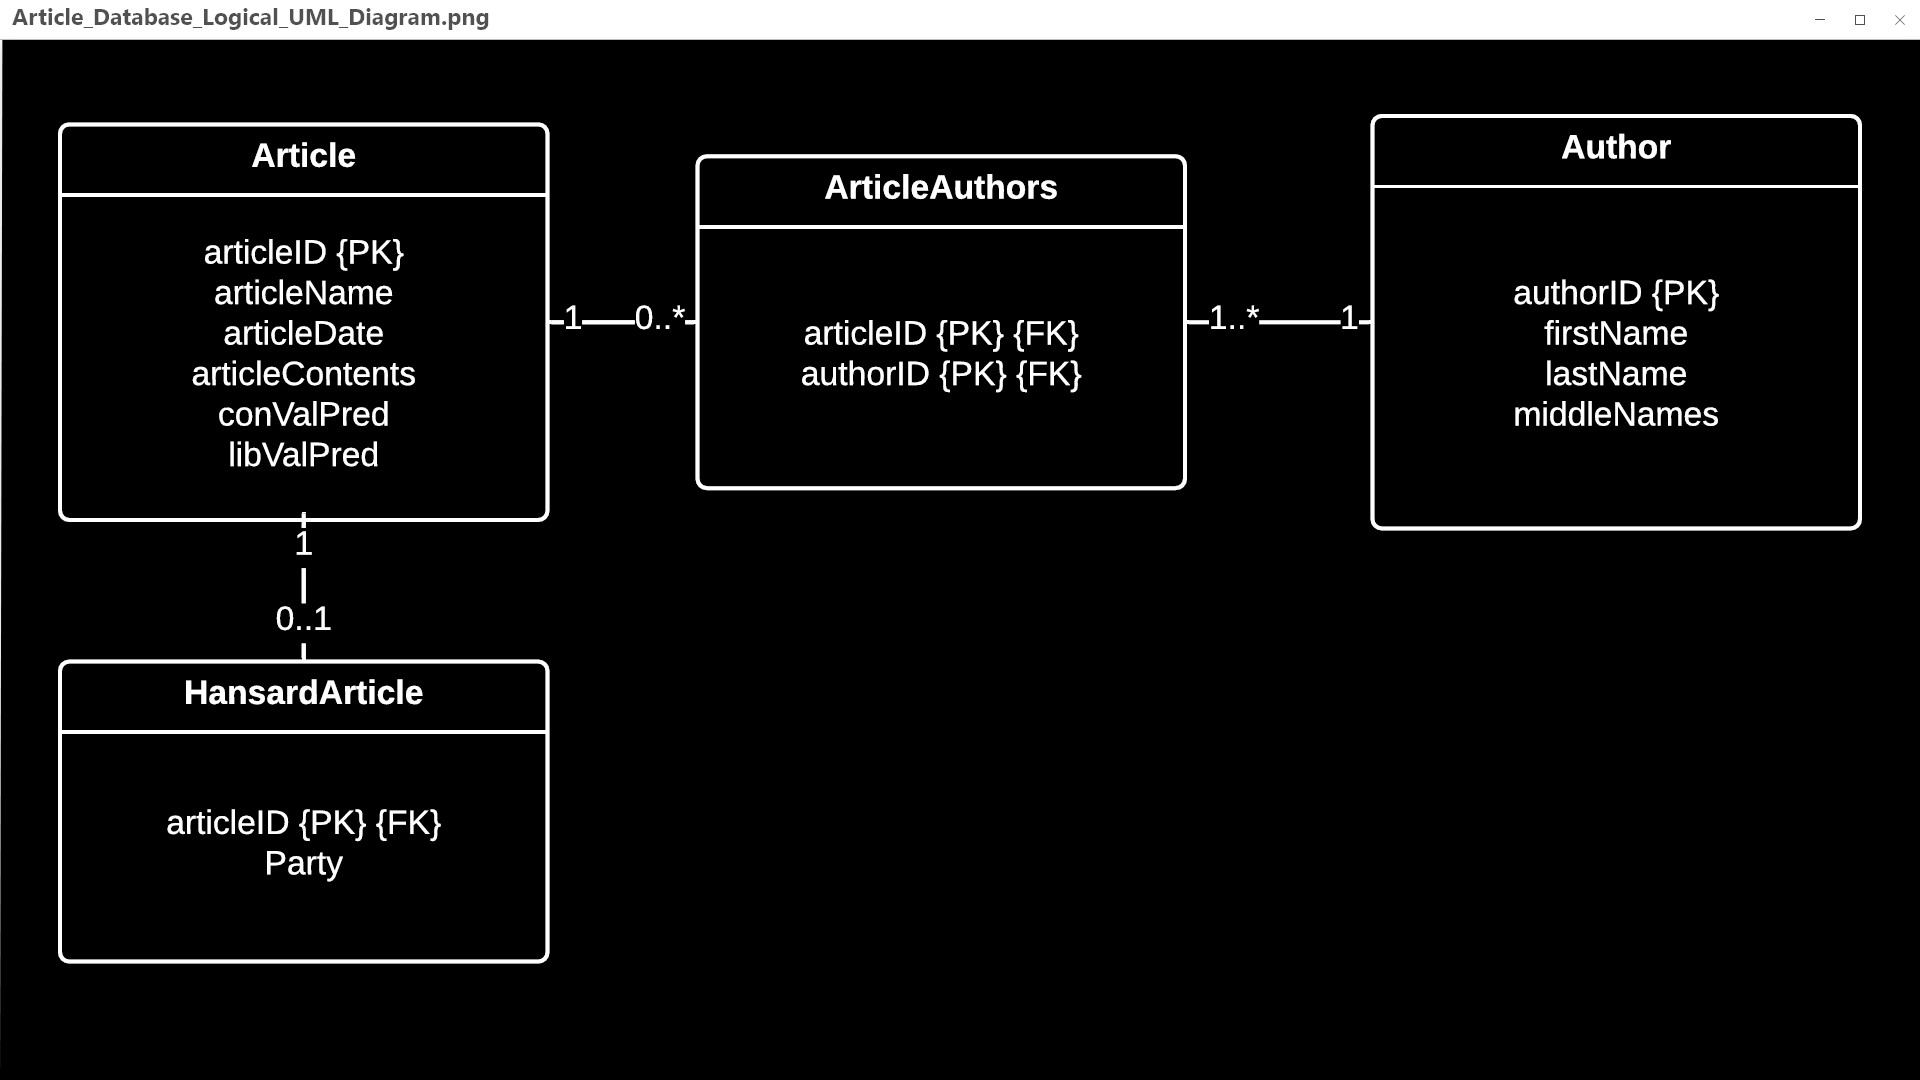 Article_Database_Logical_UML_Diagram.png
Article
articleID {PK}
articleName
articleDate
articleContents
conValPred
libValPred
1
0..*
ArticleAuthors
articleID {PK} {FK}
authorID {PK} {FK}
1..*
1
Author
authorID {PK}
firstName
lastName
middleNames
1
0..1
HansardArticle
articleID {PK} {FK}
Party